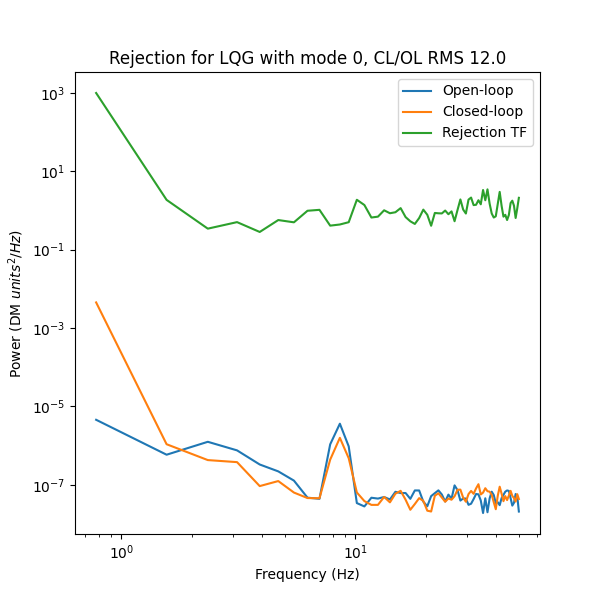 Rejection for LQG with mode 0, CL/OL RMS 12.0
Open-loop
Closed-loop
Rejection TF
10³
10¹
10⁻¹
10⁻³
10⁻⁵
10⁻⁷
Power (DM units²/Hz)
10⁰
10¹
Frequency (Hz)